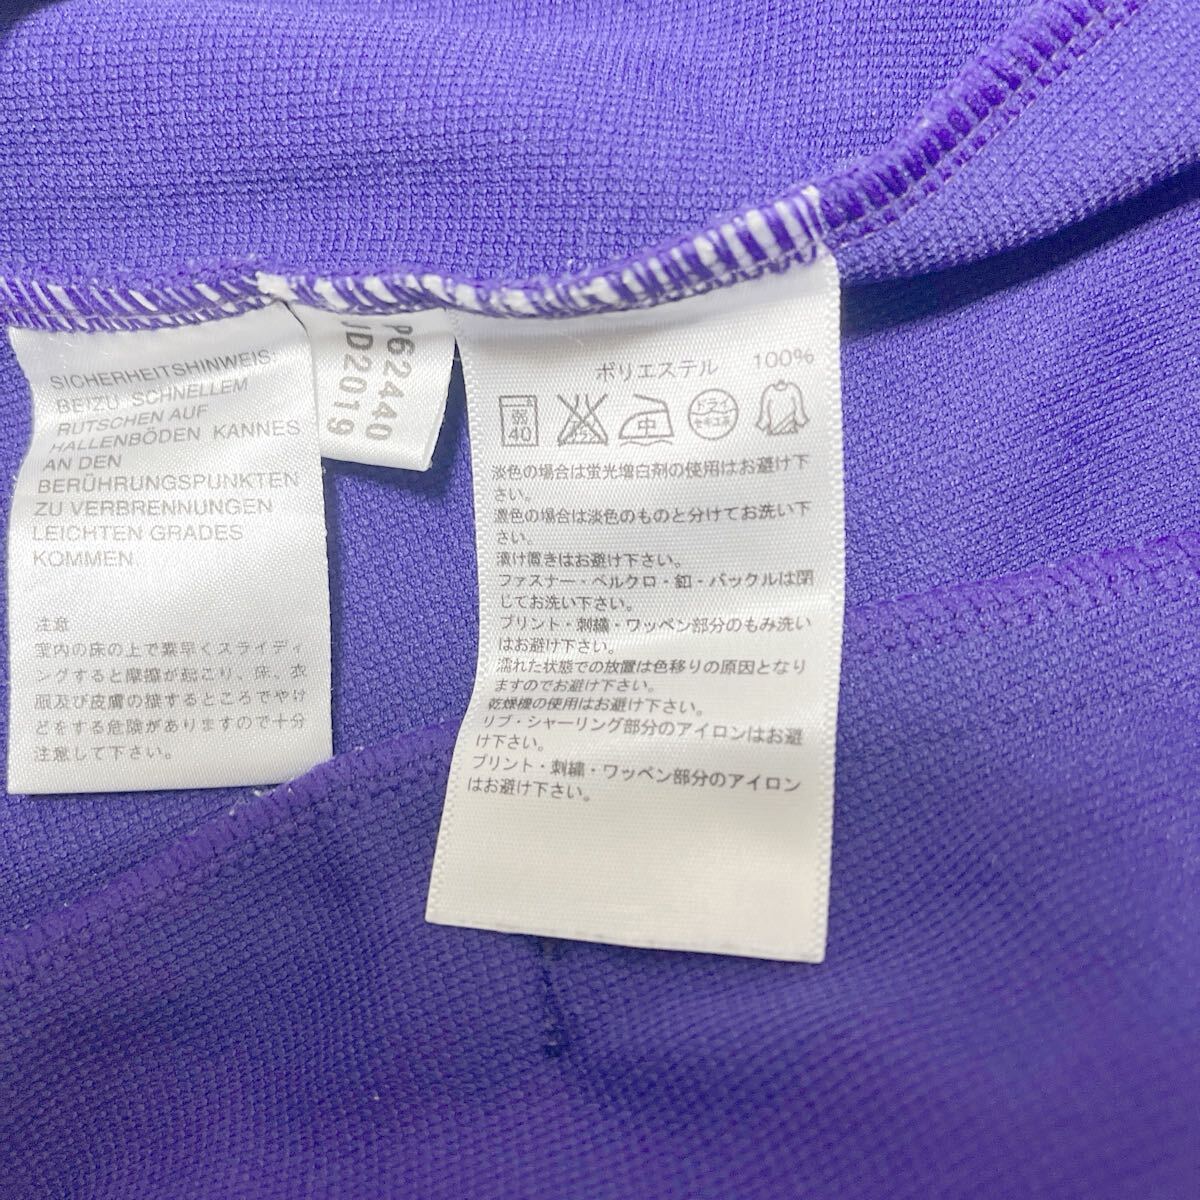 SICHERHEITSHINWEIS:
BEIZU SCHNELLEM
RUTSCHEN AUF
HALLENBÖDEN KANNES
AN DEN
BERÜHRUNGSPUNKTEN
ZU VERBRENNUNGEN
LEICHTEN GRADES
KOMMEN.
注意
室内の床の上で素早くスライディ
ングすると摩擦が起こり、床、衣
服及び皮膚の擦するところでやけ
どをする危険がありますので十分
注意して下さい。
P62440
JD2019
ポリエステル 100%
弱
40
中
ドライ
セキユ系
淡色の場合は蛍光増白剤の使用はお避け下
さい。
濃色の場合は淡色のものと分けてお洗い下
さい。
漬け置きはお避け下さい。
ファスナー・ベルクロ・釦・バックルは閉
じてお洗い下さい。
プリント・刺繍・ワッペン部分のもみ洗い
はお避け下さい。
濡れた状態での放置は色移りの原因となり
ますのでお避け下さい。
乾燥機の使用はお避け下さい。
リブ・シャーリング部分のアイロンはお避
け下さい。
プリント・刺繍・ワッペン部分のアイロン
はお避け下さい。